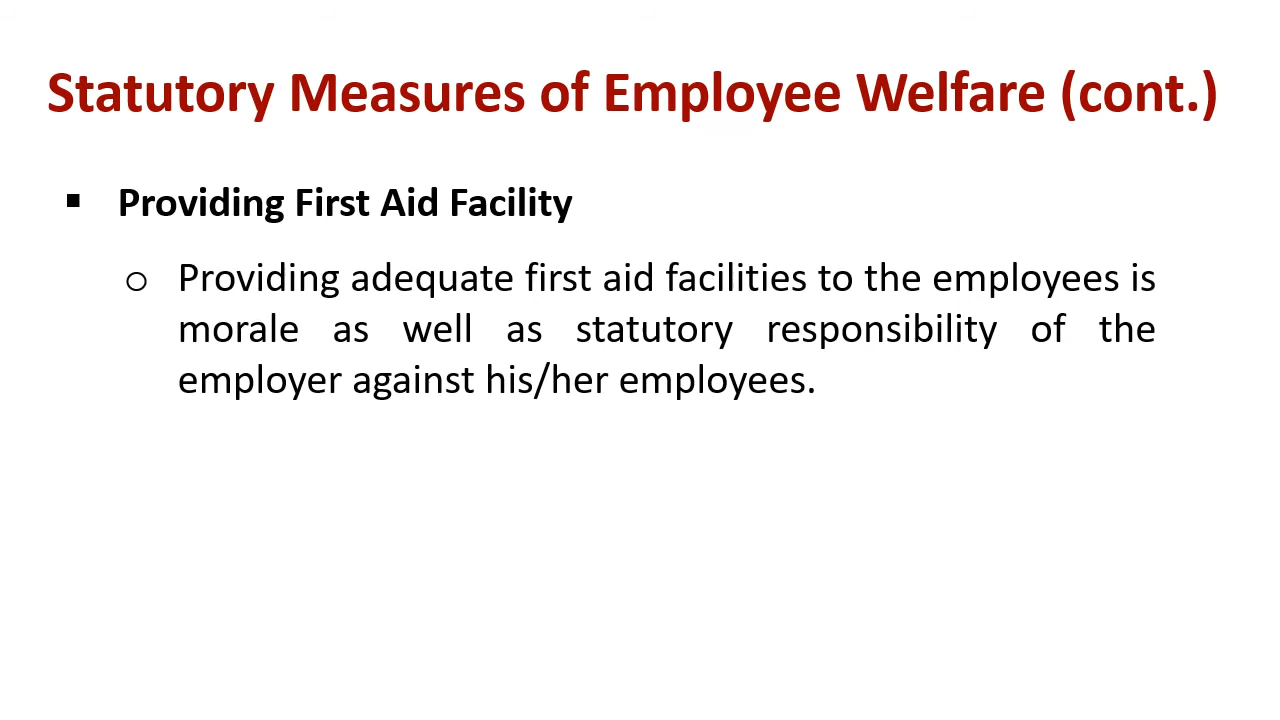 Statutory Measures of Employee Welfare (cont.)
▪ Providing First Aid Facility
o Providing adequate first aid facilities to the employees is
morale as well as statutory responsibility of the
employer against his/her employees.